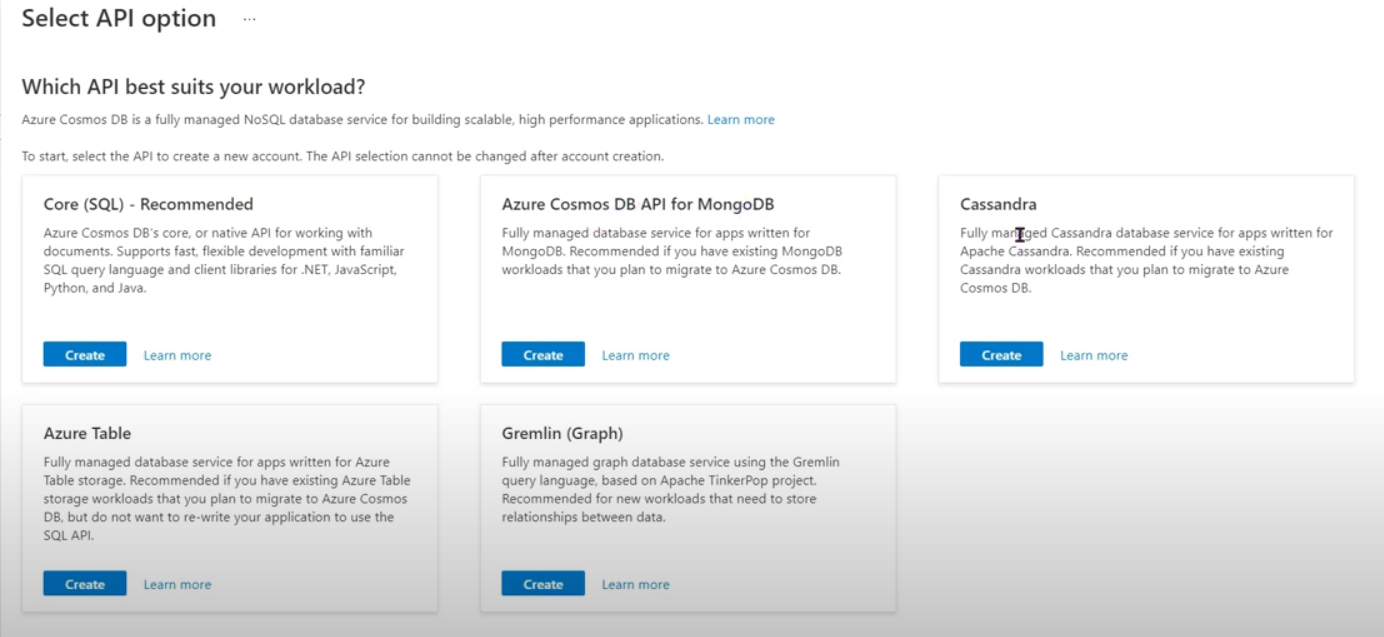 Select API option ...
Which API best suits your workload?
Azure Cosmos DB is a fully managed NoSQL database service for building scalable, high performance applications. Learn more
To start, select the API to create a new account. The API selection cannot be changed after account creation.
Core (SQL) - Recommended
Azure Cosmos DB's core, or native API for working with
documents. Supports fast, flexible development with familiar
SQL query language and client libraries for .NET, JavaScript,
Python, and Java.
Create Learn more
Azure Cosmos DB API for MongoDB
Fully managed database service for apps written for
MongoDB. Recommended if you have existing MongoDB
workloads that you plan to migrate to Azure Cosmos DB.
Create Learn more
Cassandra
Fully managed Cassandra database service for apps written for
Apache Cassandra. Recommended if you have existing
Cassandra workloads that you plan to migrate to Azure
Cosmos DB.
Create Learn more
Azure Table
Fully managed database service for apps written for Azure
Table storage. Recommended if you have existing Azure Table
storage workloads that you plan to migrate to Azure Cosmos
DB, but do not want to re-write your application to use the
SQL API.
Create Learn more
Gremlin (Graph)
Fully managed graph database service using the Gremlin
query language, based on Apache TinkerPop project.
Recommended for new workloads that need to store
relationships between data.
Create Learn more